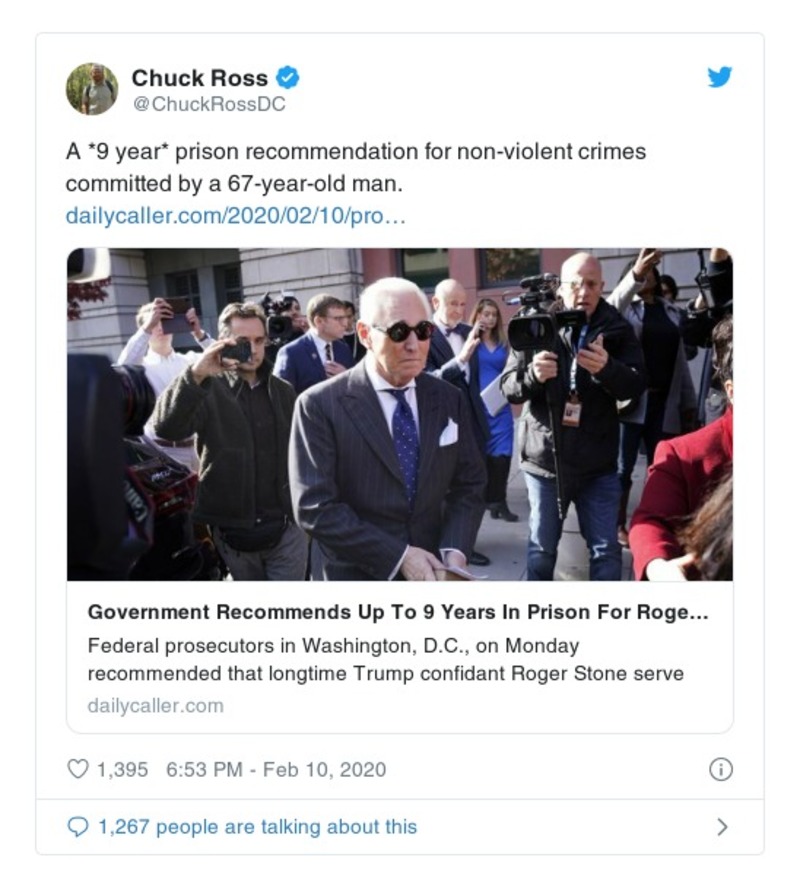 Chuck Ross
@ChuckRossDC
A *9 year* prison recommendation for non-violent crimes
committed by a 67-year-old man.
dailycaller.com/2020/02/10/pro…
Government Recommends Up To 9 Years In Prison For Roge...
Federal prosecutors in Washington, D.C., on Monday
recommended that longtime Trump confidant Roger Stone serve
dailycaller.com
1,395 6:53 PM - Feb 10, 2020
1,267 people are talking about this